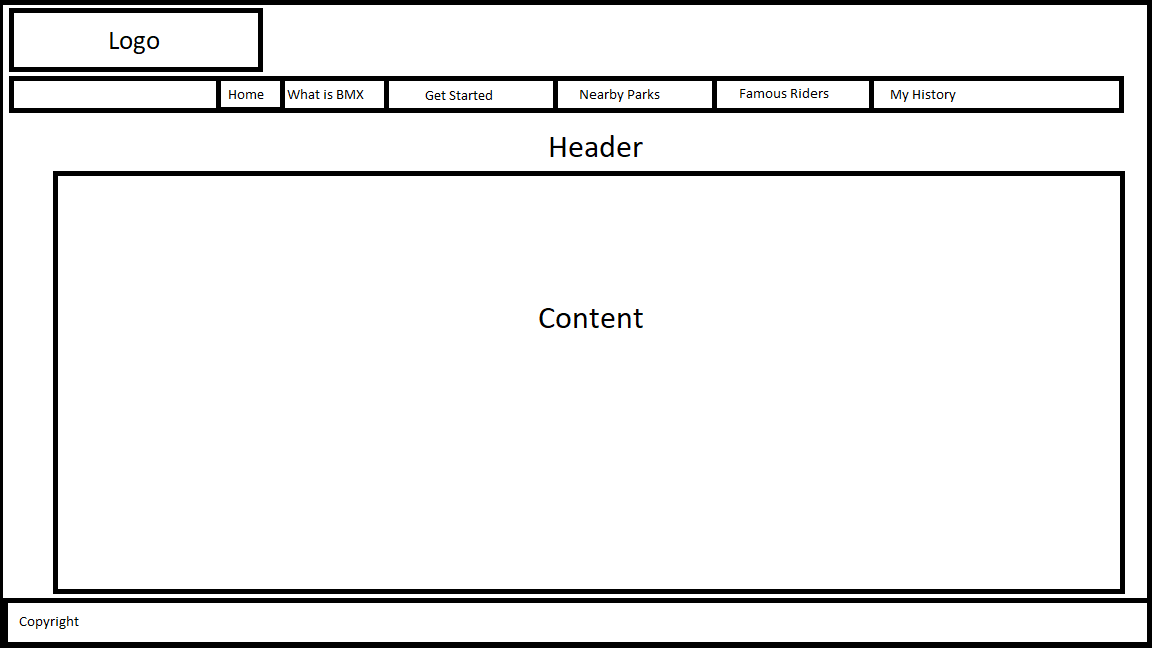 Logo
Home What is BMX Get Started Nearby Parks Famous Riders My History
Header
Content
Copyright